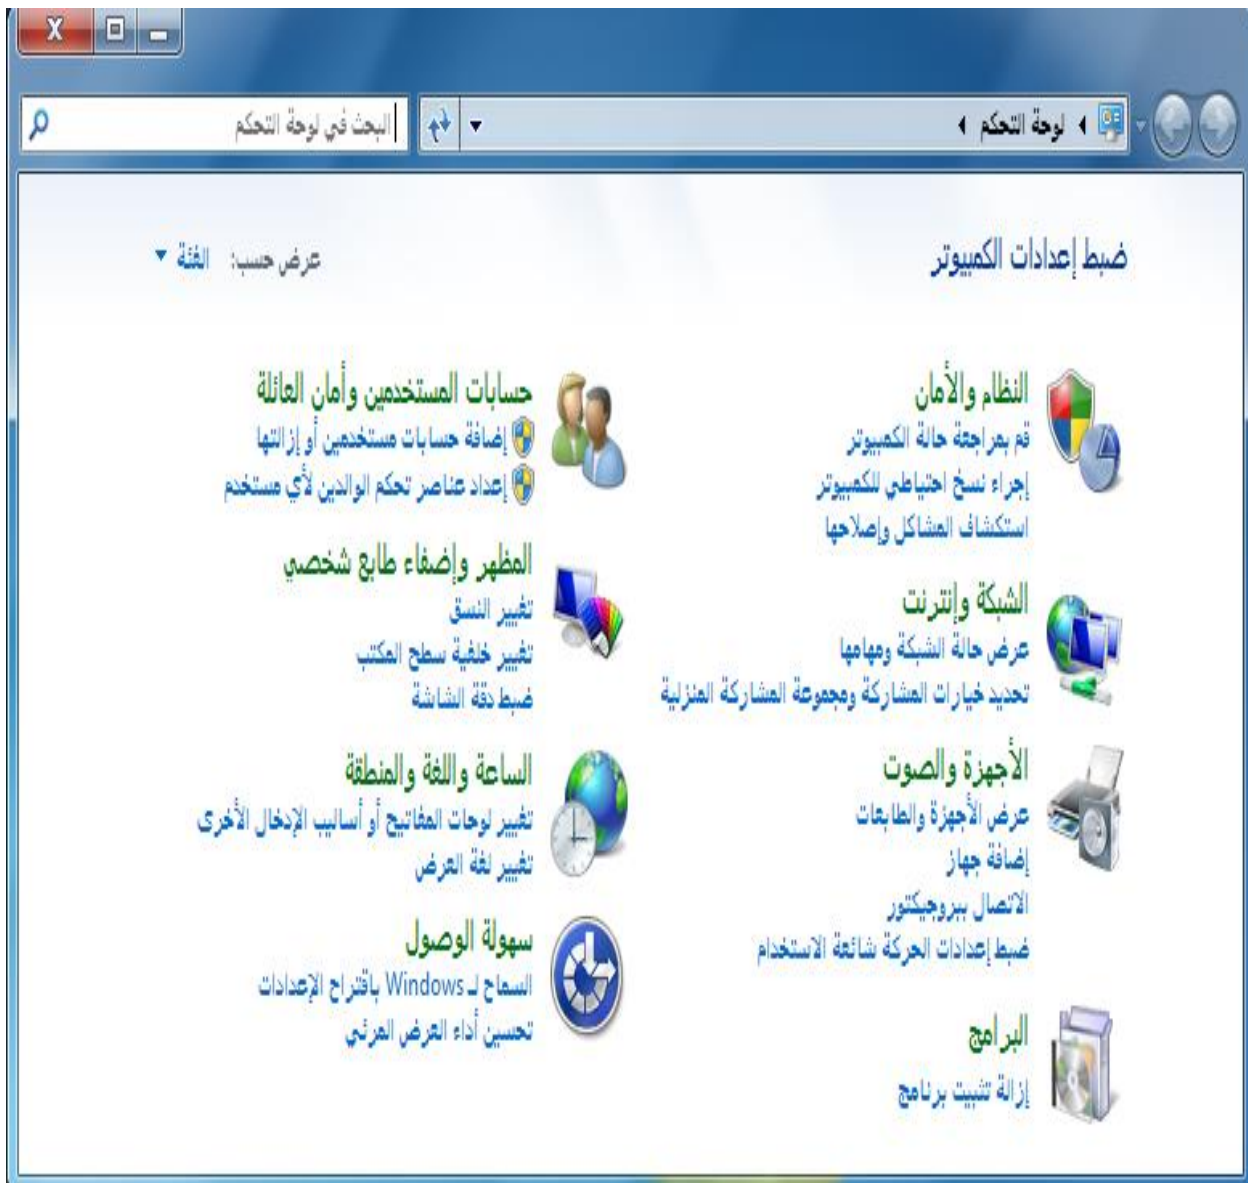 لوحة التحكم
البحث في لوحة التحكم
ضبط إعدادات الكمبيوتر
عرض حسب: الفئة
النظام والأمان
قم بمراجعة حالة الكمبيوتر
إجراء نسخ احتياطي للكمبيوتر
استكشاف المشاكل وإصلاحها
الشبكة وإنترنت
عرض حالة الشبكة ومهامها
تحديد خيارات المشاركة ومجموعة المشاركة المنزلية
الأجهزة والصوت
عرض الأجهزة والطابعات
إضافة جهاز
الاتصال ببروجيكتور
ضبط إعدادات الحركة شائعة الاستخدام
البرامج
إزالة تثبيت برنامج
حسابات المستخدمين وأمان العائلة
إضافة حسابات مستخدمين أو إزالتها
إعداد عناصر تحكم الوالدين لأي مستخدم
المظهر وإضفاء طابع شخصي
تغيير النسق
تغيير خلفية سطح المكتب
ضبط دقة الشاشة
الساعة واللغة والمنطقة
تغيير لوحات المفاتيح أو أساليب الإدخال الأخرى
تغيير لغة العرض
سهولة الوصول
السماح لـ Windows باقتراح الإعدادات
تحسين أداء العرض المرئي